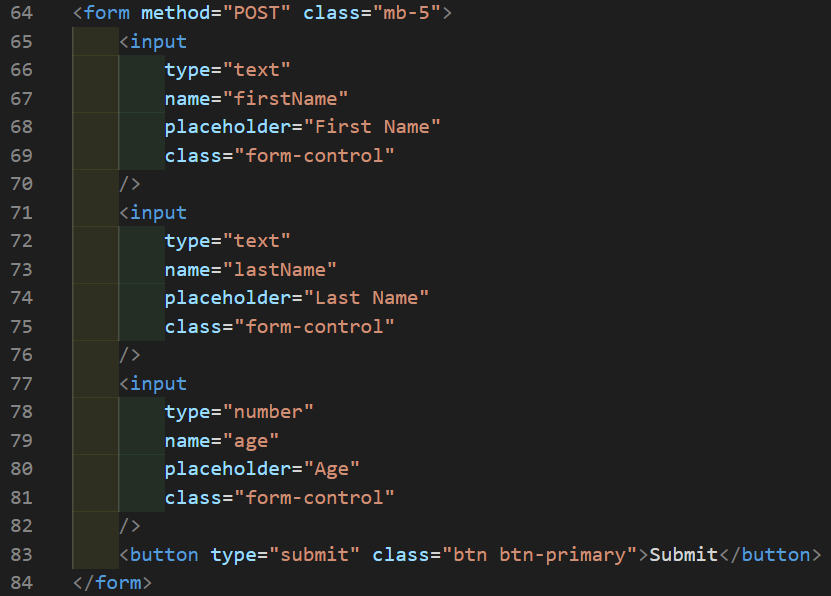 64 <form method="POST" class="mb-5">
65 <input
66 type="text"
67 name="firstName"
68 placeholder="First Name"
69 class="form-control"
70 />
71 <input
72 type="text"
73 name="lastName"
74 placeholder="Last Name"
75 class="form-control"
76 />
77 <input
78 type="number"
79 name="age"
80 placeholder="Age"
81 class="form-control"
82 />
83 <button type="submit" class="btn btn-primary">Submit</button>
84 </form>